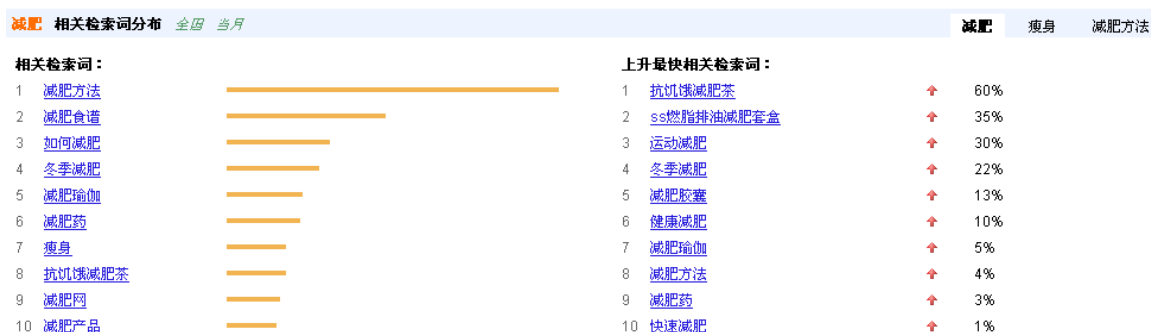 减肥 相关检索词分布 全国 当月 减肥 瘦身 减肥方法
相关检索词： 上升最快相关检索词：
1 减肥方法 1 抗饥饿减肥茶 60%
2 减肥食谱 2 ss燃脂排油减肥套盒 35%
3 如何减肥 3 运动减肥 30%
4 冬季减肥 4 冬季减肥 22%
5 减肥瑜伽 5 减肥胶囊 13%
6 减肥药 6 健康减肥 10%
7 瘦身 7 减肥瑜伽 5%
8 抗饥饿减肥茶 8 减肥方法 4%
9 减肥网 9 减肥药 3%
10 减肥产品 10 快速减肥 1%